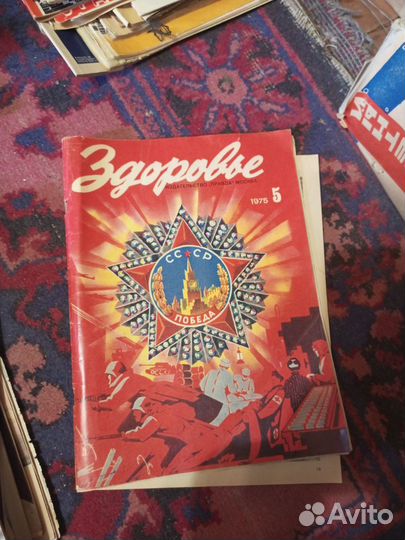 Здоровье
ИЗДАТЕЛЬСТВО «ПРАВДА» МОСКВА
1975 5
СССР
ПОБЕДА
Avito